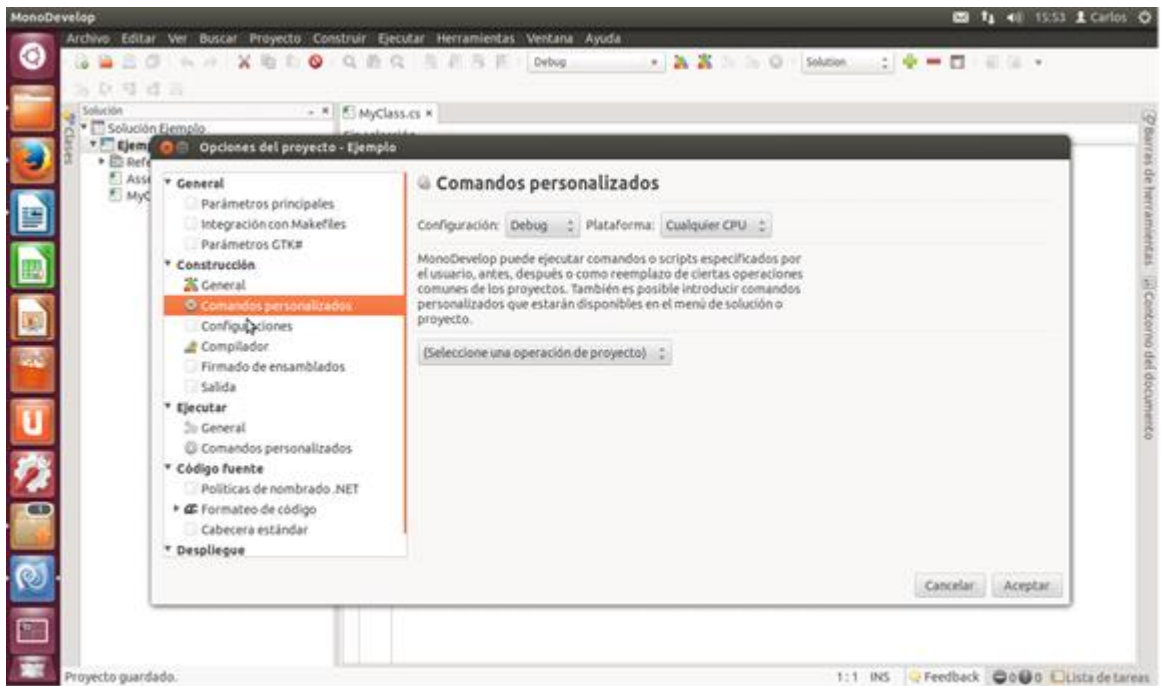 MonoDevelop
15:53 Carlos
Archivo Editar Ver Buscar Proyecto Construir Ejecutar Herramientas Ventana Ayuda
Debug
Solution
Solución
MyClass.cs
Clases
Solución Ejemplo
Barras de herramientas
Contorno del documento
Opciones del proyecto - Ejemplo
General
Parámetros principales
Integración con Makefiles
Parámetros GTK#
Construcción
General
Comandos personalizados
Configuraciones
Compilador
Firmado de ensamblados
Salida
Ejecutar
General
Comandos personalizados
Código fuente
Políticas de nombrado .NET
Formateo de código
Cabecera estándar
Despliegue
Comandos personalizados
Configuración: Debug Plataforma: Cualquier CPU
MonoDevelop puede ejecutar comandos o scripts especificados por
el usuario, antes, después o como reemplazo de ciertas operaciones
comunes de los proyectos. También es posible introducir comandos
personalizados que estarán disponibles en el menú de solución o
proyecto.
(Seleccione una operación de proyecto)
Cancelar Aceptar
Proyecto guardado.
1:1 INS Feedback 0 0 0 Lista de tareas